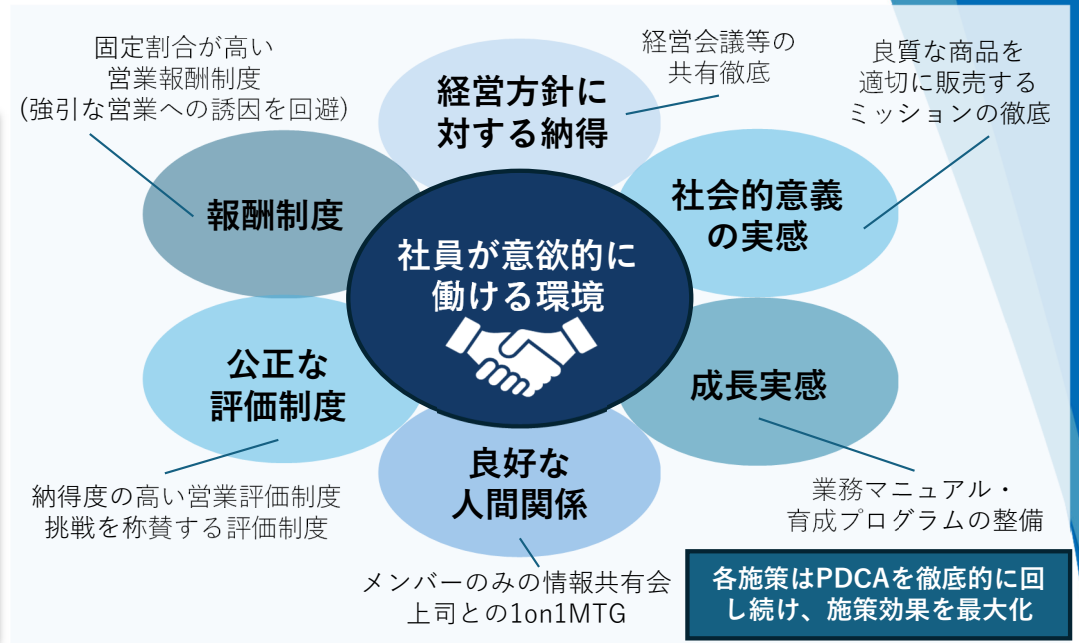 固定割合が高い
営業報酬制度
(強引な営業への誘因を回避)
経営方針に
対する納得
経営会議等の
共有徹底
良質な商品を
適切に販売する
ミッションの徹底
報酬制度
社会的意義
の実感
社員が意欲的に
働ける環境
公正な
評価制度
成長実感
良好な
人間関係
納得度の高い営業評価制度
挑戦を称賛する評価制度
業務マニュアル・
育成プログラムの整備
メンバーのみの情報共有会
上司との1on1MTG
各施策はPDCAを徹底的に回
し続け、施策効果を最大化